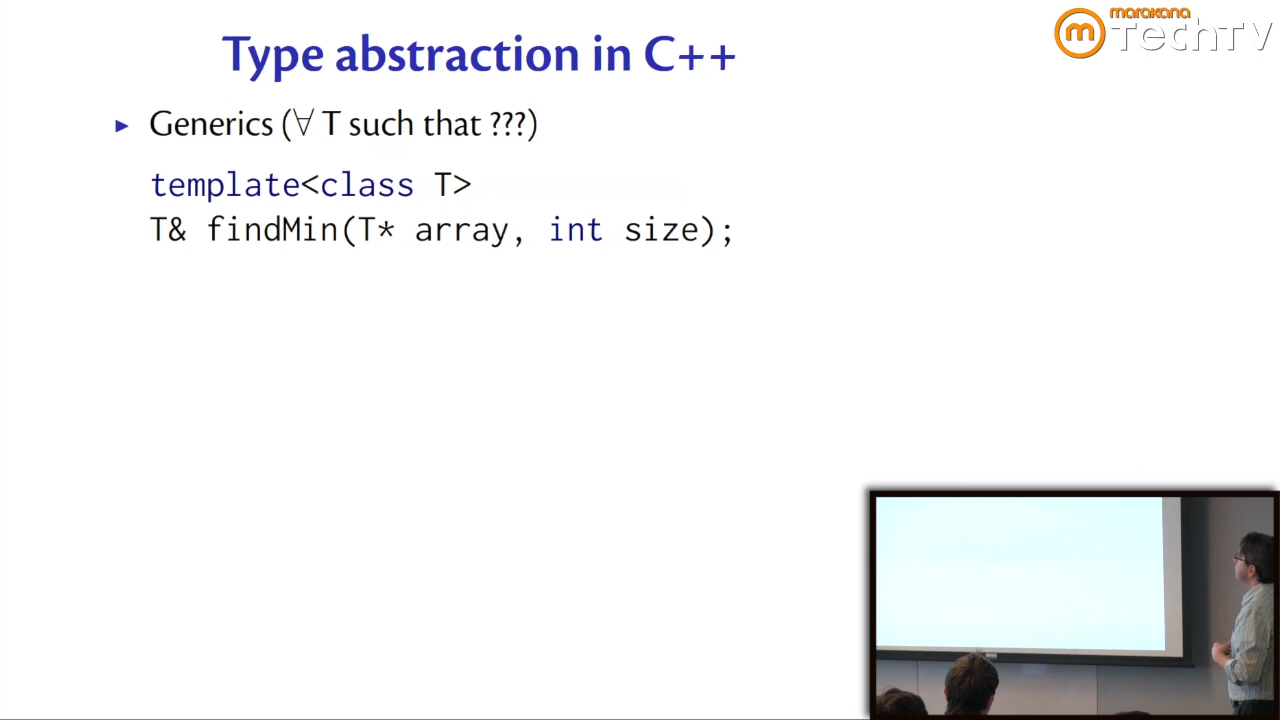 marakana
TechTV
Type abstraction in C++
▸ Generics (∀ T such that ???)
template<class T>
T& findMin(T* array, int size);